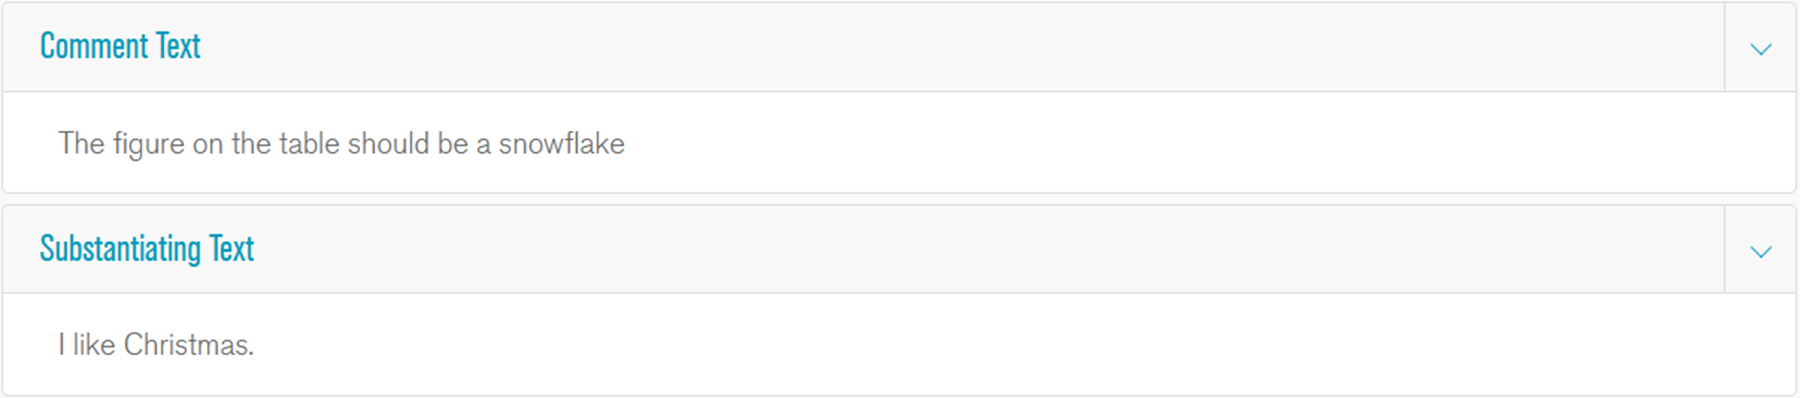 Comment Text
The figure on the table should be a snowflake
Substantiating Text
I like Christmas.